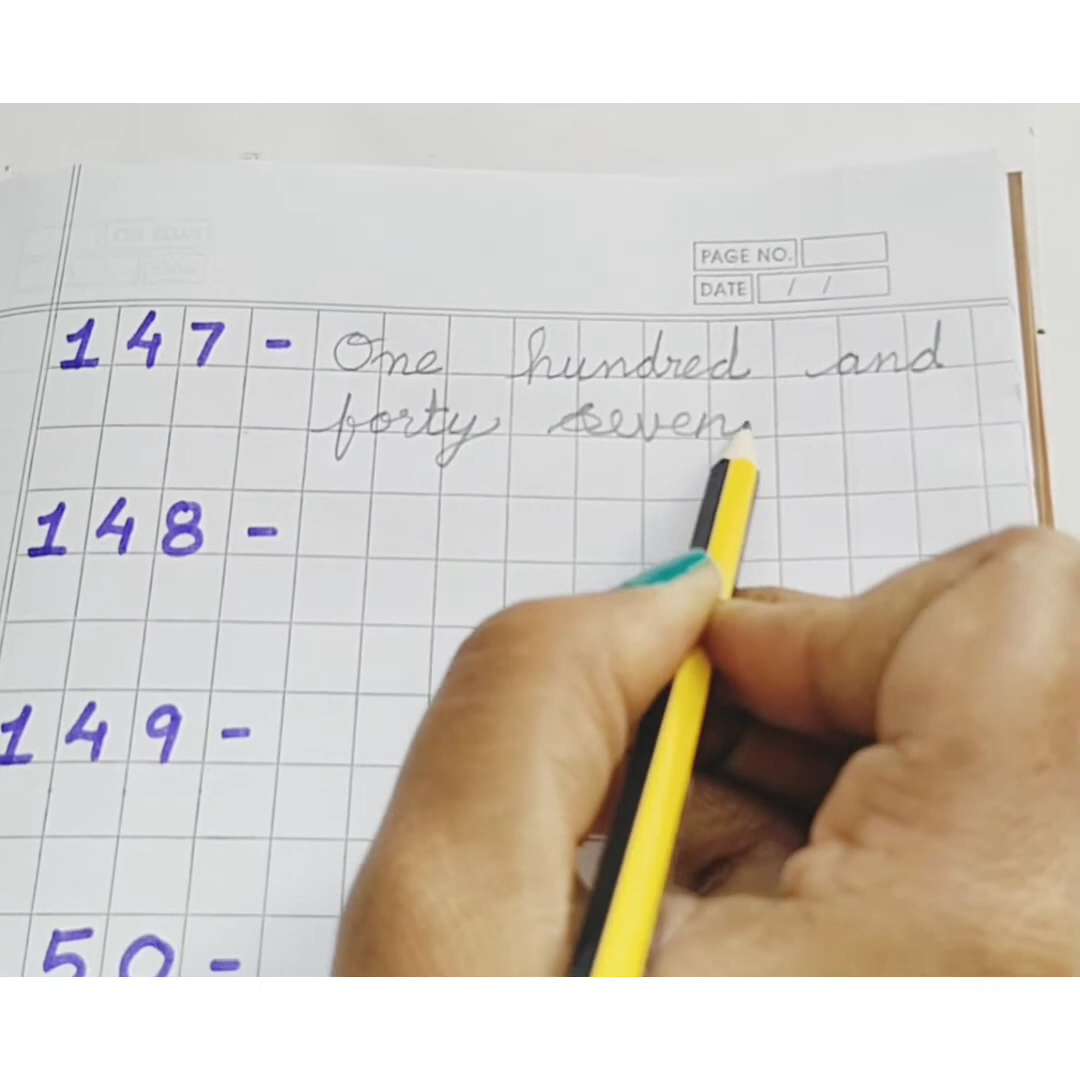 PAGE NO.
DATE / /
147 - One hundred and
forty seven
148 -
149 -
50 -